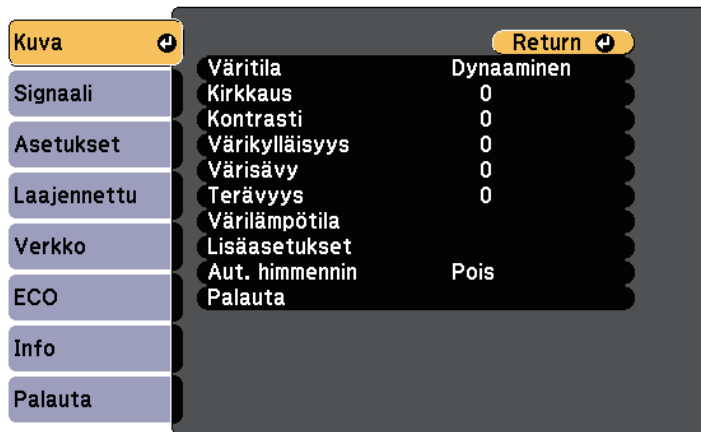 Kuva
Signaali
Asetukset
Laajennettu
Verkko
ECO
Info
Palauta
Return
Väritila Dynaaminen
Kirkkaus 0
Kontrasti 0
Värikylläisyys 0
Värisävy 0
Terävyys 0
Värilämpötila
Lisäasetukset
Aut. himmennin Pois
Palauta